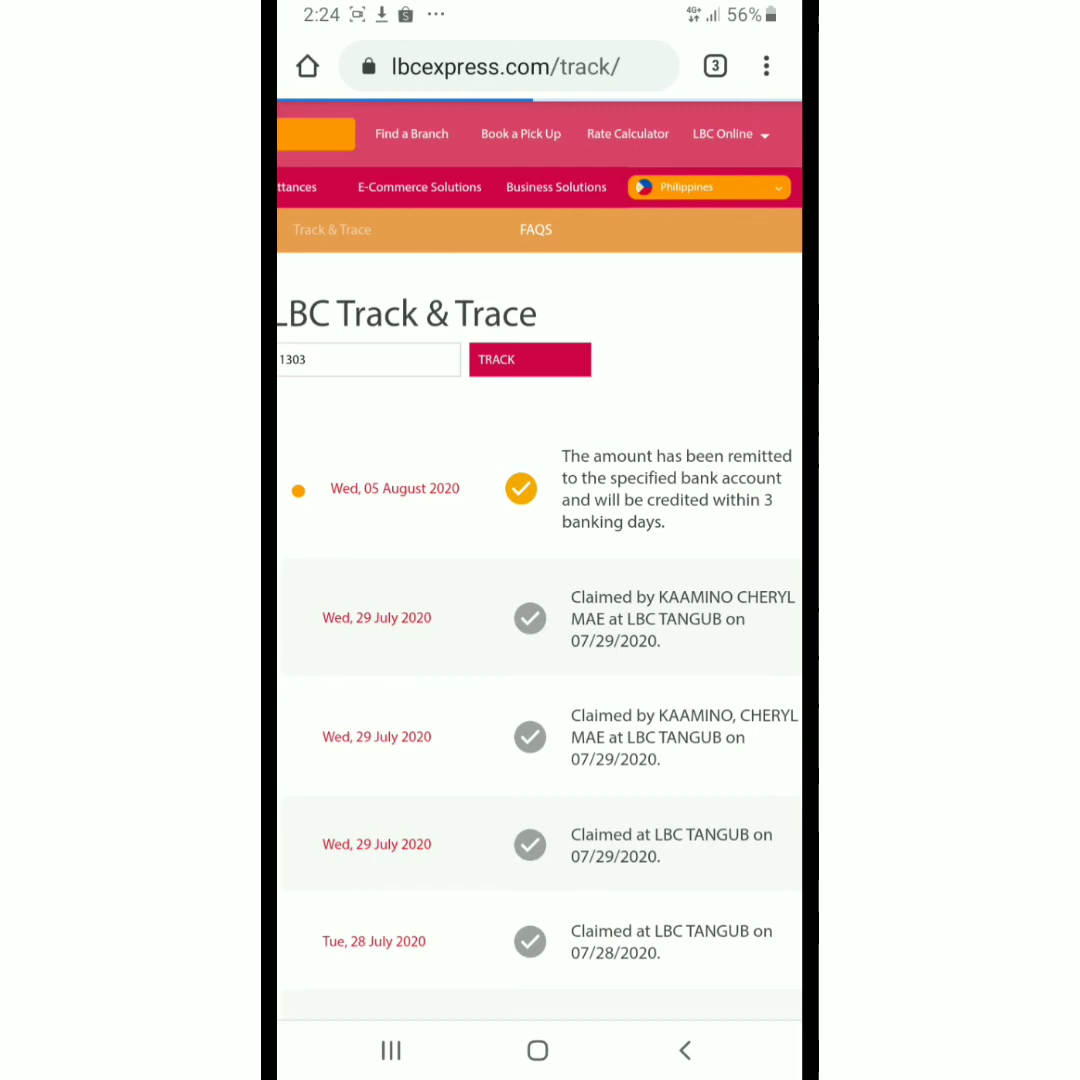 2:24
4G+
56%
lbcexpress.com/track/
3
Find a Branch
Book a Pick Up
Rate Calculator
LBC Online
ttances
E-Commerce Solutions
Business Solutions
Philippines
Track & Trace
FAQS
LBC Track & Trace
1303
TRACK
Wed, 05 August 2020
The amount has been remitted
to the specified bank account
and will be credited within 3
banking days.
Wed, 29 July 2020
Claimed by KAAMINO CHERYL
MAE at LBC TANGUB on
07/29/2020.
Wed, 29 July 2020
Claimed by KAAMINO, CHERYL
MAE at LBC TANGUB on
07/29/2020.
Wed, 29 July 2020
Claimed at LBC TANGUB on
07/29/2020.
Tue, 28 July 2020
Claimed at LBC TANGUB on
07/28/2020.